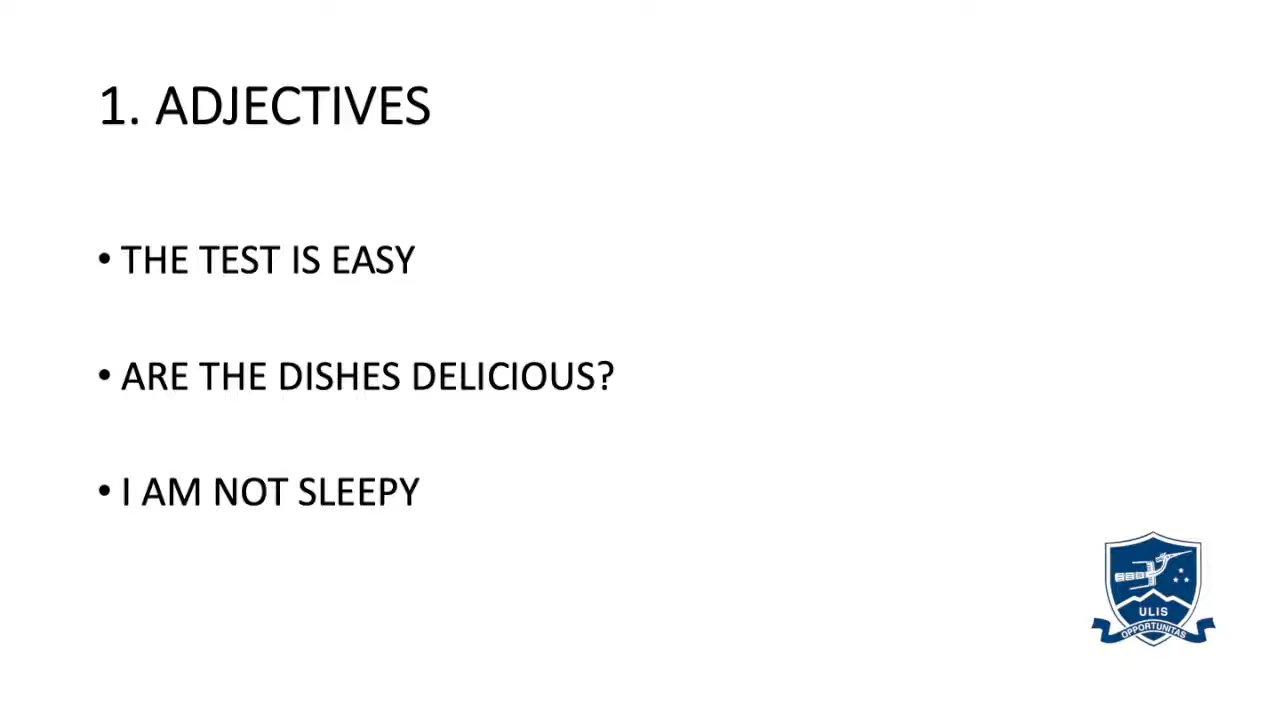 1. ADJECTIVES
• THE TEST IS EASY
• ARE THE DISHES DELICIOUS?
• I AM NOT SLEEPY
ULIS
OPPORTUNITAS